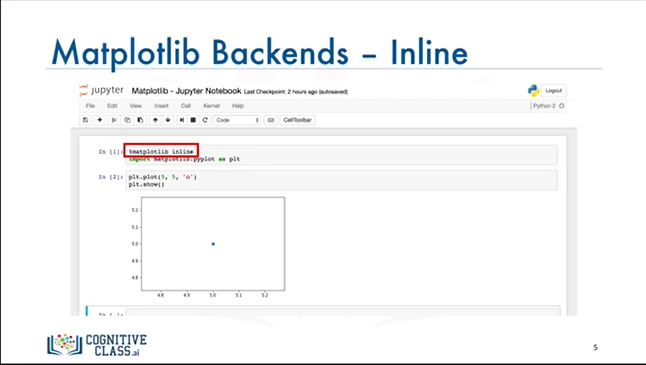 Matplotlib Backends – Inline
jupyter Matplotlib - Jupyter Notebook Last Checkpoint: 2 hours ago (autosaved) Logout
File Edit View Insert Cell Kernel Help Python 2
Code CellToolbar
In [1]: %matplotlib inline
import matplotlib.pyplot as plt
In [2]: plt.plot(5, 5, 'o')
plt.show()
5.2
5.1
5.0
4.9
4.8
4.8 4.9 5.0 5.1 5.2
COGNITIVE
CLASS.ai
5